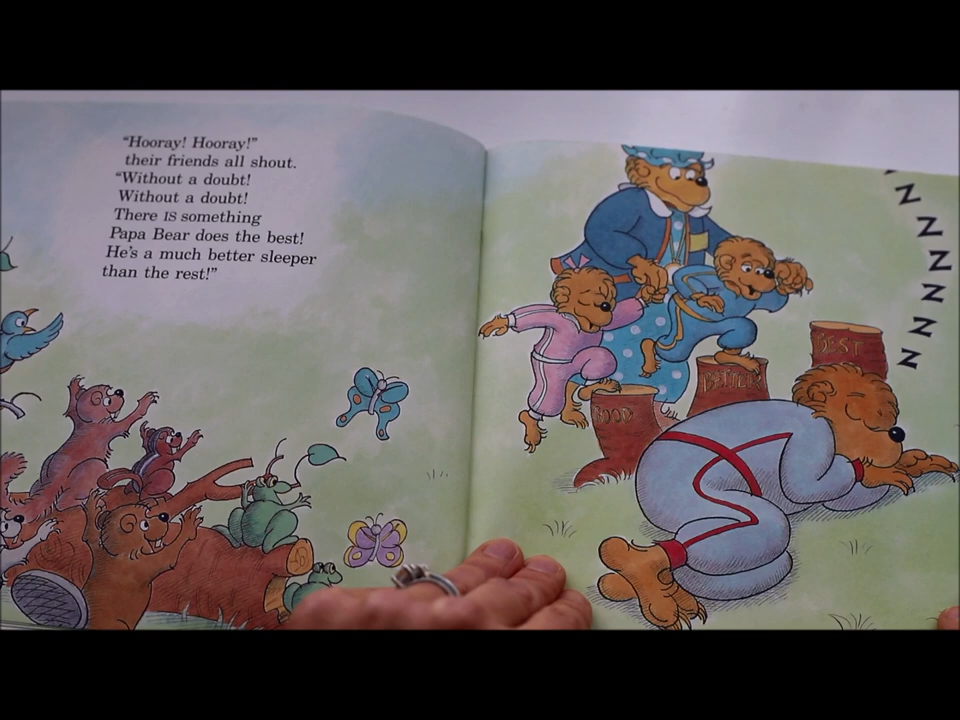 “Hooray! Hooray!”
their friends all shout.
“Without a doubt!
Without a doubt!
There IS something
Papa Bear does the best!
He’s a much better sleeper
than the rest!”
GOOD
BETTER
BEST
Z Z Z Z Z Z Z